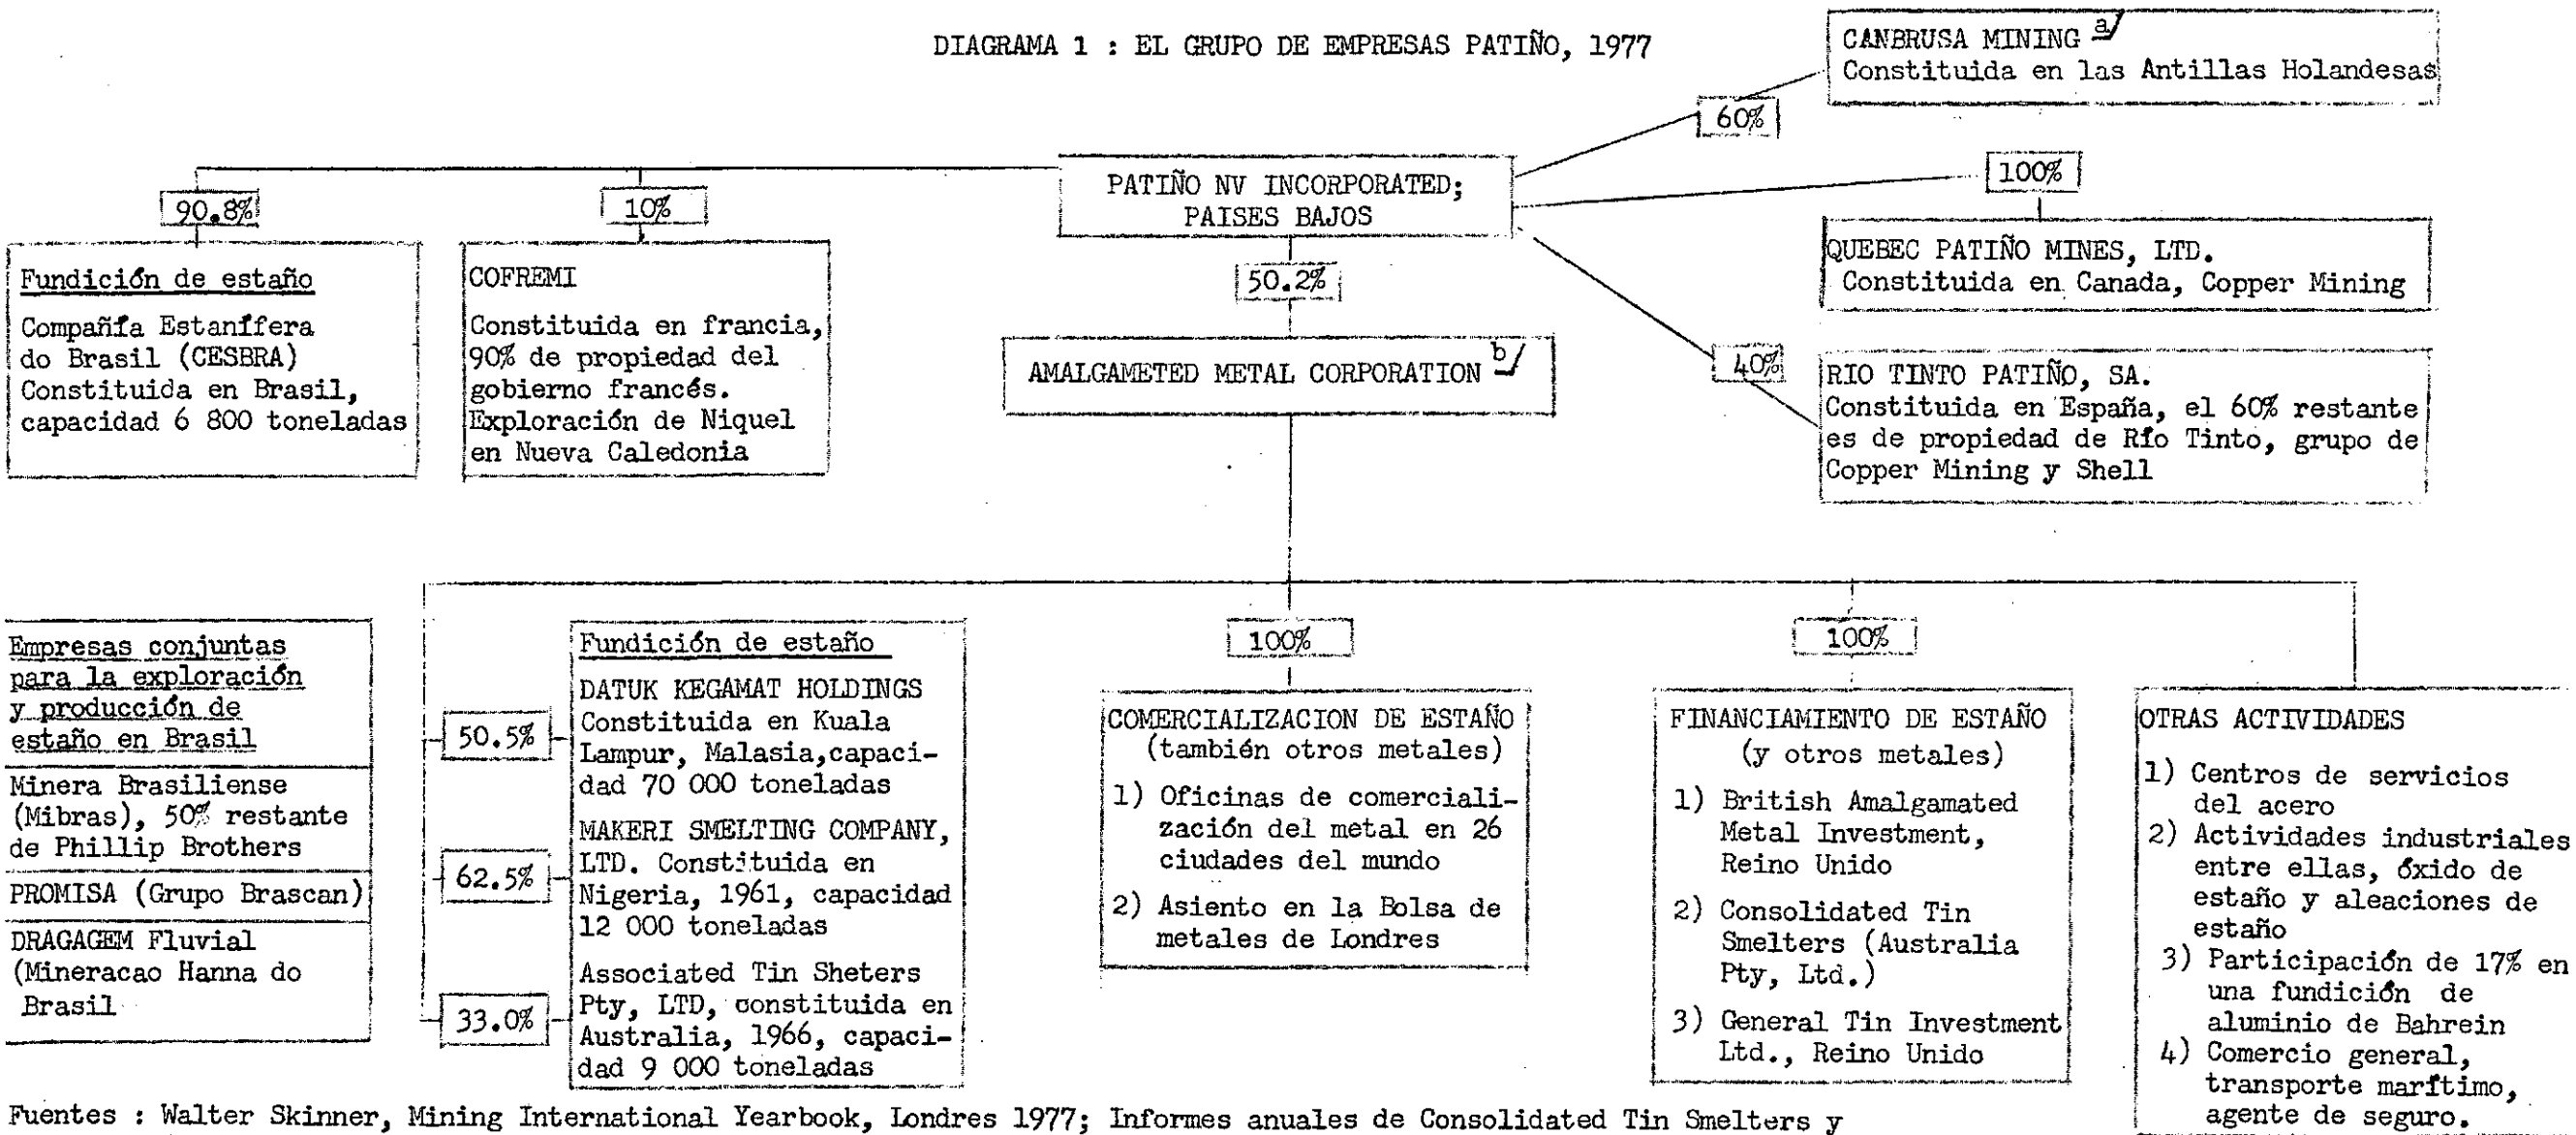 DIAGRAMA 1 : EL GRUPO DE EMPRESAS PATIÑO, 1977
CANBRUSA MINING a/
Constituida en las Antillas Holandesas
60%
PATIÑO NV INCORPORATED;
PAISES BAJOS
100%
QUEBEC PATIÑO MINES, LTD.
Constituida en Canada, Copper Mining
40%
RIO TINTO PATIÑO, SA.
Constituida en España, el 60% restante
es de propiedad de Río Tinto, grupo de
Copper Mining y Shell
90.8%
Fundición de estaño
Compañía Estanífera
do Brasil (CESBRA)
Constituida en Brasil,
capacidad 6 800 toneladas
10%
COFREMI
Constituida en francia,
90% de propiedad del
gobierno francés.
Exploración de Niquel
en Nueva Caledonia
50.2%
AMALGAMETED METAL CORPORATION b/
Empresas conjuntas
para la exploración
y producción de
estaño en Brasil
Minera Brasiliense
(Mibras), 50% restante
de Phillip Brothers
PROMISA (Grupo Brascan)
DRAGAGEM Fluvial
(Mineracao Hanna do
Brasil
50.5%
62.5%
33.0%
Fundición de estaño
DATUK KEGAMAT HOLDINGS
Constituida en Kuala
Lampur, Malasia,capaci-
dad 70 000 toneladas
MAKERI SMELTING COMPANY,
LTD. Constituida en
Nigeria, 1961, capacidad
12 000 toneladas
Associated Tin Sheters
Pty, LTD, constituida en
Australia, 1966, capaci-
dad 9 000 toneladas
100%
COMERCIALIZACION DE ESTAÑO
(también otros metales)
1) Oficinas de comerciali-
zación del metal en 26
ciudades del mundo
2) Asiento en la Bolsa de
metales de Londres
100%
FINANCIAMIENTO DE ESTAÑO
(y otros metales)
1) British Amalgamated
Metal Investment,
Reino Unido
2) Consolidated Tin
Smelters (Australia
Pty, Ltd.)
3) General Tin Investment
Ltd., Reino Unido
OTRAS ACTIVIDADES
1) Centros de servicios
del acero
2) Actividades industriales
entre ellas, óxido de
estaño y aleaciones de
estaño
3) Participación de 17% en
una fundición de
aluminio de Bahrein
4) Comercio general,
transporte marítimo,
agente de seguro.
Fuentes : Walter Skinner, Mining International Yearbook, Londres 1977; Informes anuales de Consolidated Tin Smelters y